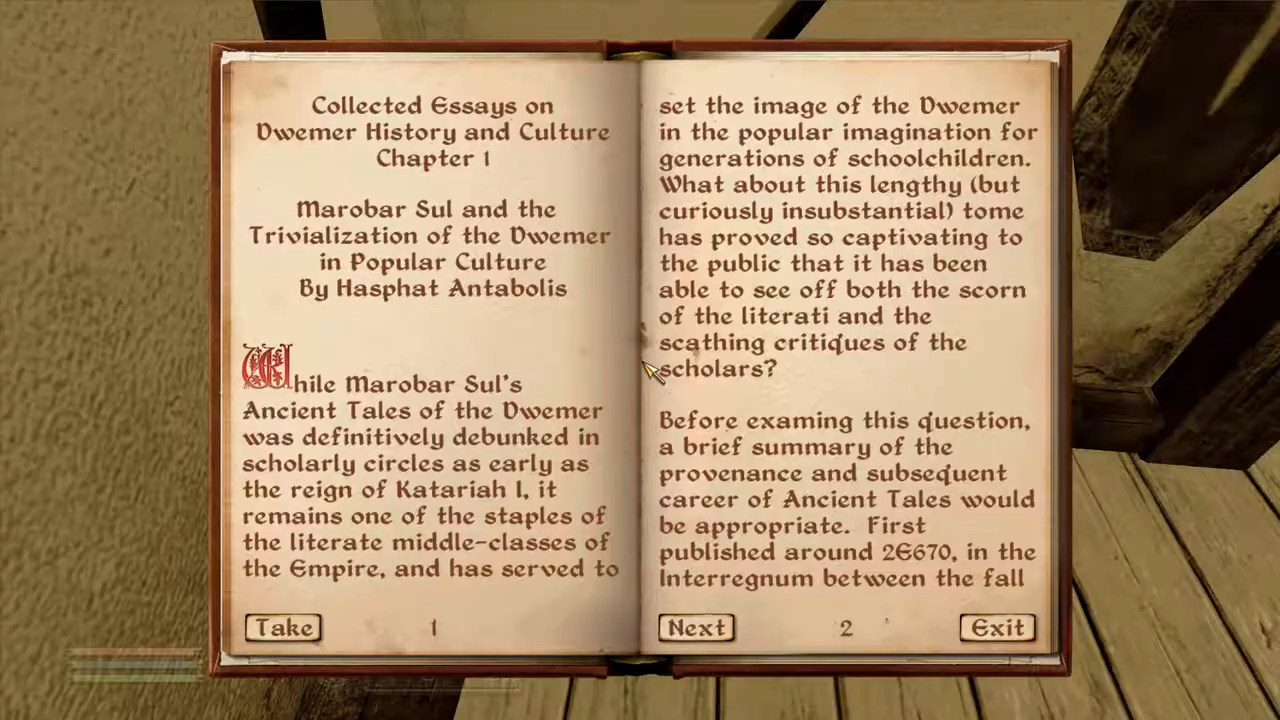 Collected Essays on
Dwemer History and Culture
Chapter 1
Marobar Sul and the
Trivialization of the Dwemer
in Popular Culture
By Hasphat Antabolis
While Marobar Sul's
Ancient Tales of the Dwemer
was definitively debunked in
scholarly circles as early as
the reign of Katariah I, it
remains one of the staples of
the literate middle-classes of
the Empire, and has served to
Take
1
set the image of the Dwemer
in the popular imagination for
generations of schoolchildren.
What about this lengthy (but
curiously insubstantial) tome
has proved so captivating to
the public that it has been
able to see off both the scorn
of the literati and the
scathing critiques of the
scholars?
Before examining this question,
a brief summary of the
provenance and subsequent
career of Ancient Tales would
be appropriate.  First
published around 2E670, in the
Interregnum between the fall
Next
2
Exit